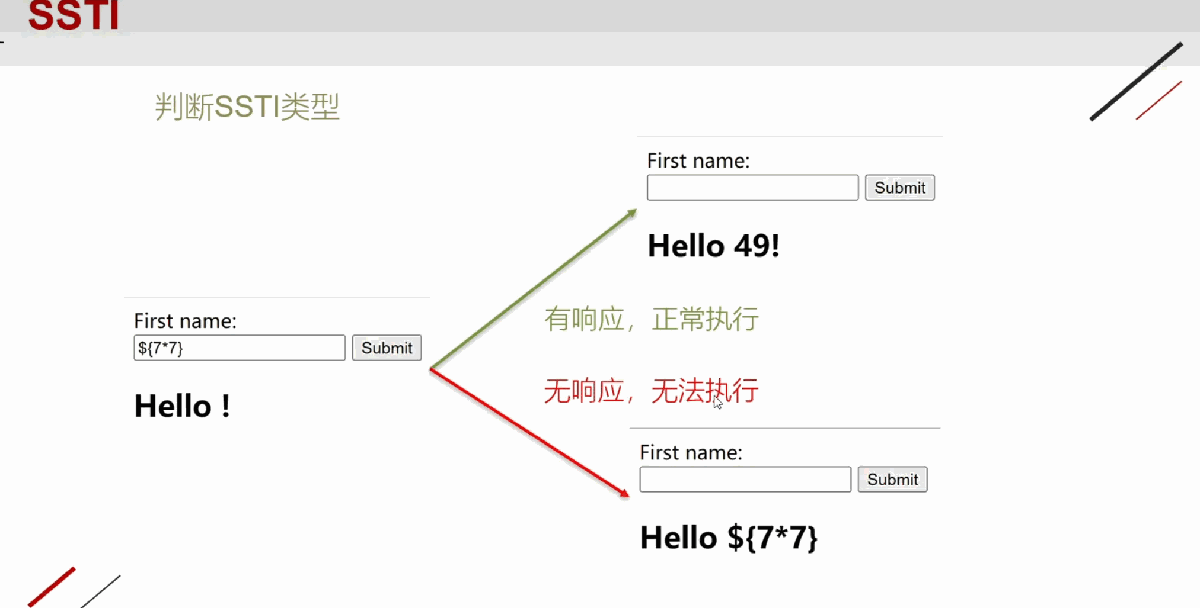 SSTI
判断SSTI类型
First name:
Submit
Hello 49!
有响应，正常执行
First name:
${7*7} Submit
Hello !
无响应，无法执行
First name:
Submit
Hello ${7*7}